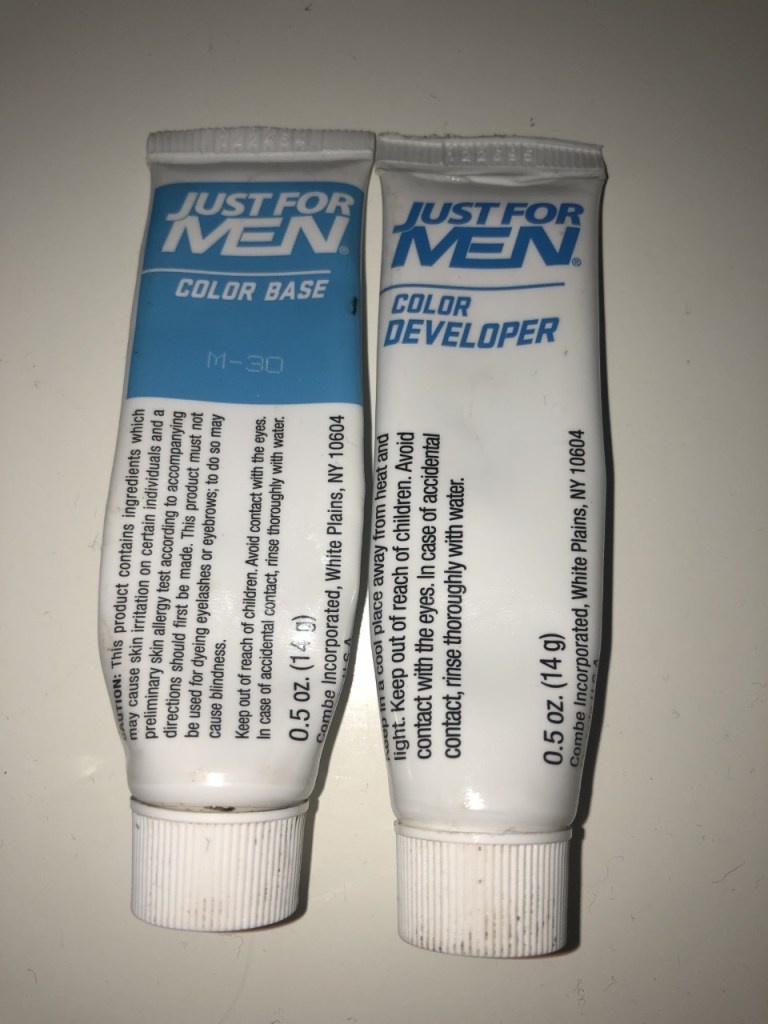 JUST FOR
MEN®
COLOR BASE
M-30
CAUTION: This product contains ingredients which
may cause skin irritation on certain individuals and a
preliminary skin allergy test according to accompanying
directions should first be made. This product must not
be used for dyeing eyelashes or eyebrows; to do so may
cause blindness.
Keep out of reach of children. Avoid contact with the eyes.
In case of accidental contact, rinse thoroughly with water.
0.5 oz. (14 g)
Combe Incorporated, White Plains, NY 10604
U.S.A.
JUST FOR
MEN®
COLOR
DEVELOPER
Keep in a cool place away from heat and
light. Keep out of reach of children. Avoid
contact with the eyes. In case of accidental
contact, rinse thoroughly with water.
0.5 oz. (14 g)
Combe Incorporated, White Plains, NY 10604
U.S.A.